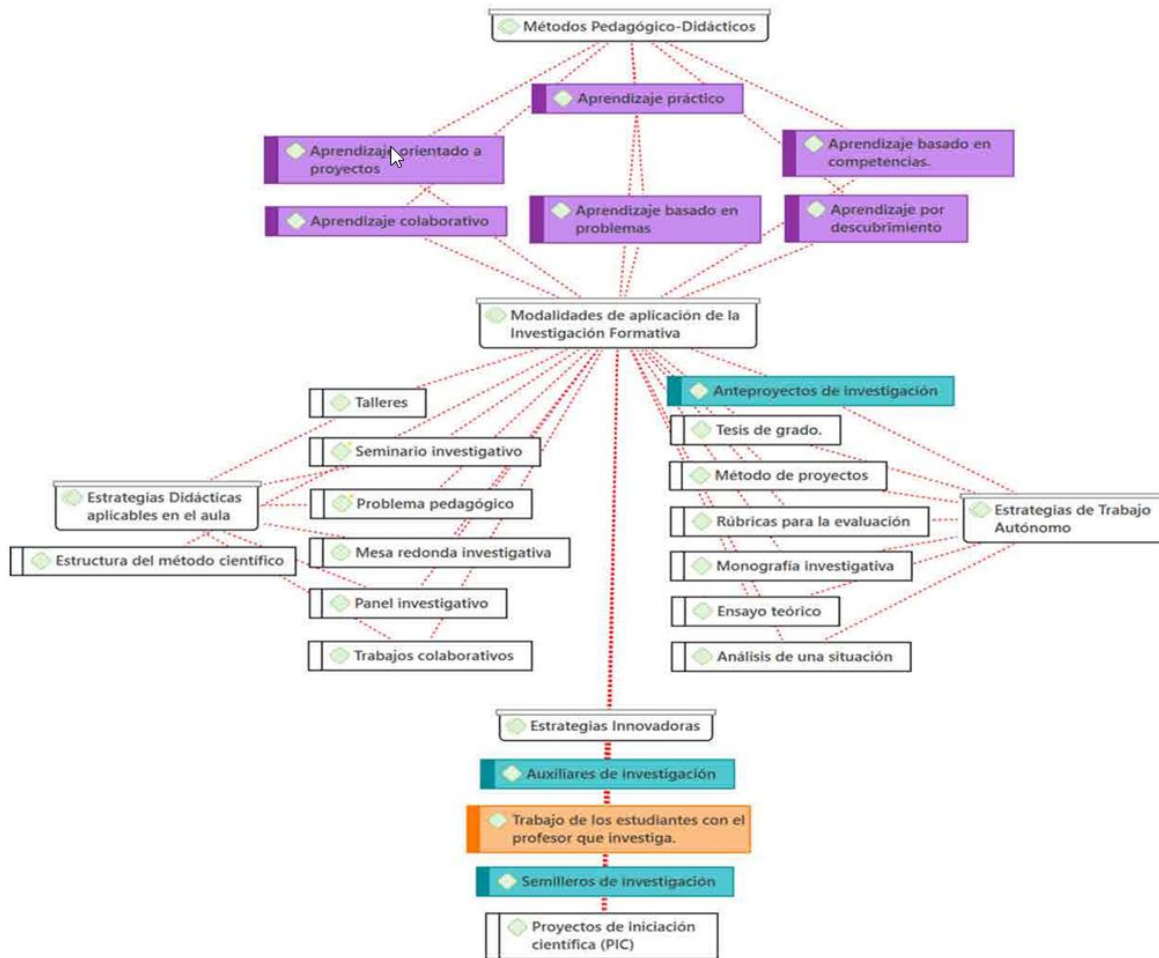 Métodos Pedagógico-Didácticos
Aprendizaje práctico
Aprendizaje orientado a
proyectos
Aprendizaje basado en
competencias.
Aprendizaje colaborativo
Aprendizaje basado en
problemas
Aprendizaje por
descubrimiento
Modalidades de aplicación de la
Investigación Formativa
Talleres
Seminario investigativo
Problema pedagógico
Estrategias Didácticas
aplicables en el aula
Mesa redonda investigativa
Estructura del método científico
Panel investigativo
Trabajos colaborativos
Anteproyectos de investigación
Tesis de grado.
Método de proyectos
Rúbricas para la evaluación
Estrategias de Trabajo
Autónomo
Monografía investigativa
Ensayo teórico
Análisis de una situación
Estrategias Innovadoras
Auxiliares de investigación
Trabajo de los estudiantes con el
profesor que investiga.
Semilleros de investigación
Proyectos de iniciación
científica (PIC)